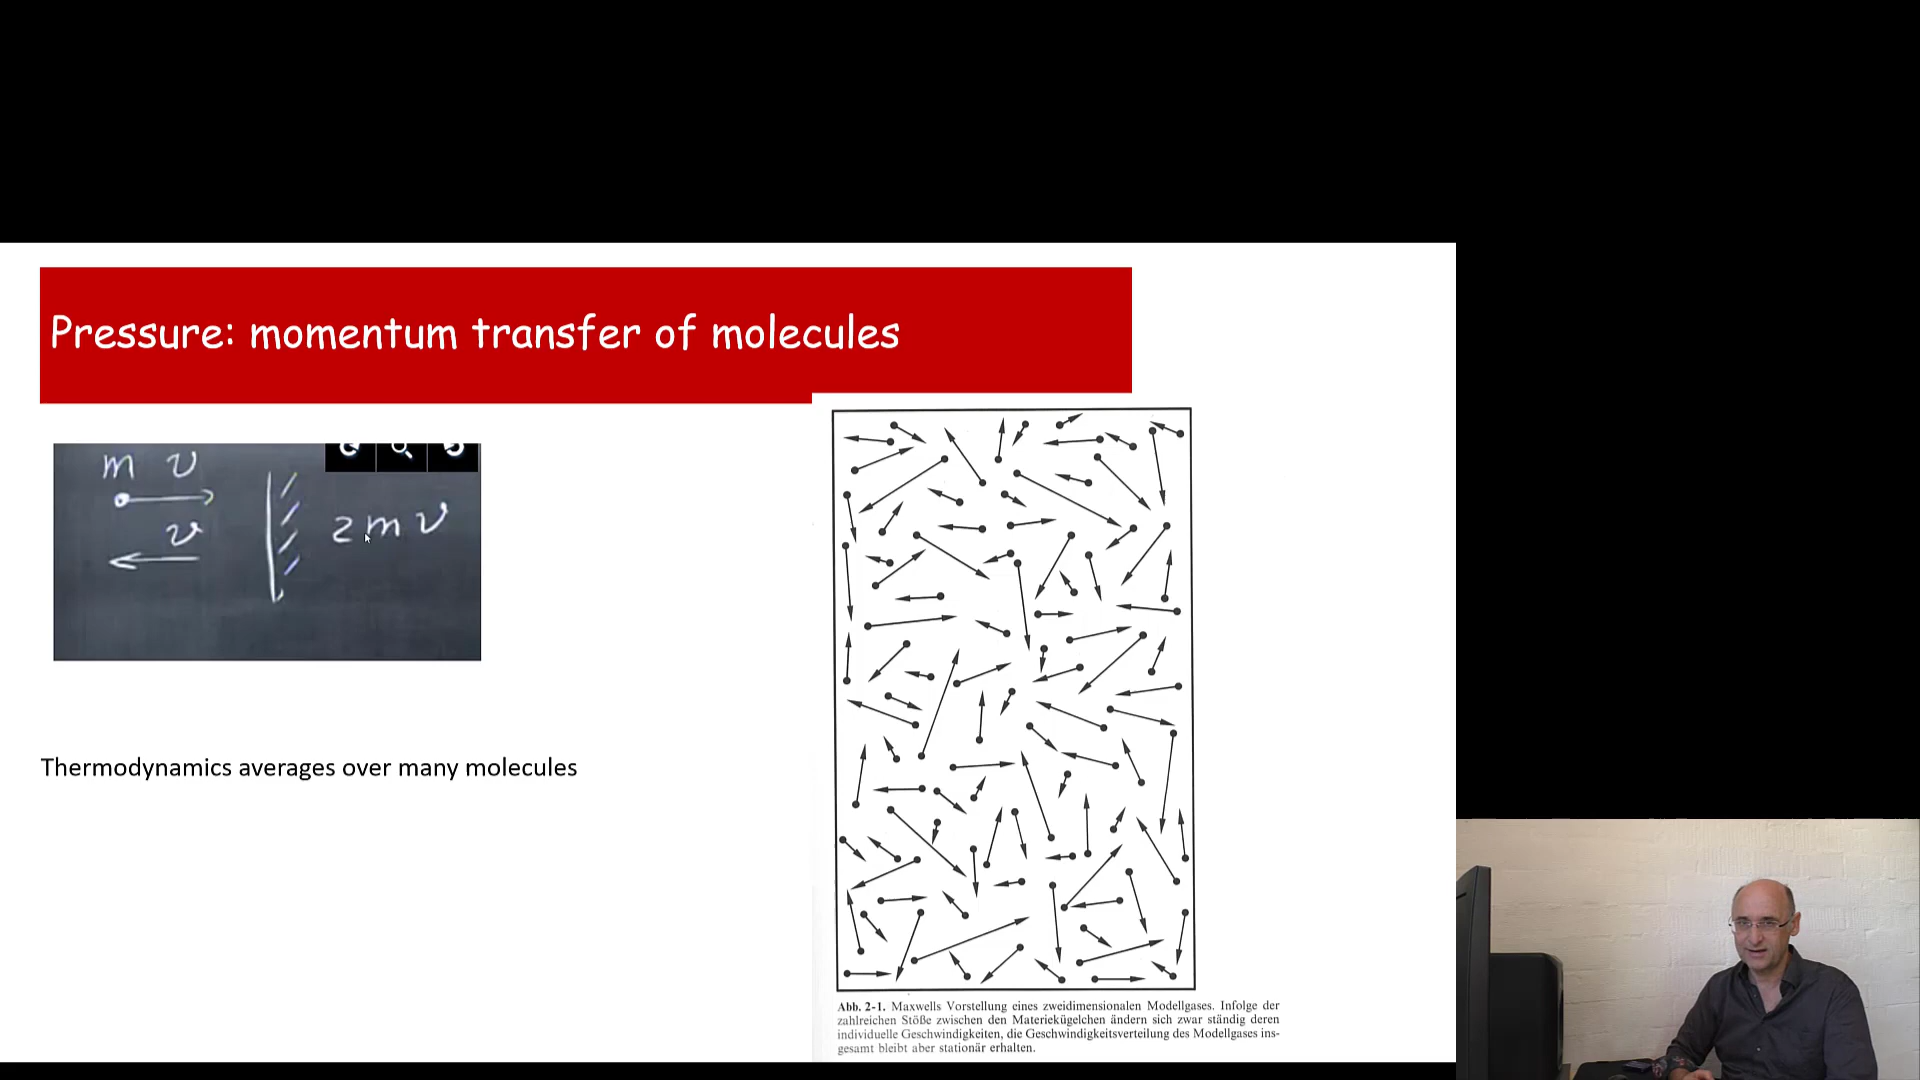 Pressure: momentum transfer of molecules
m v
v
2 m v
Thermodynamics averages over many molecules
Abb. 2-1. Maxwells Vorstellung eines zweidimensionalen Modellgases. Infolge der
zahlreichen Stöße zwischen den Materiekügelchen ändern sich zwar ständig deren
individuelle Geschwindigkeiten, die Geschwindigkeitsverteilung des Modellgases ins-
gesamt bleibt aber stationär erhalten.